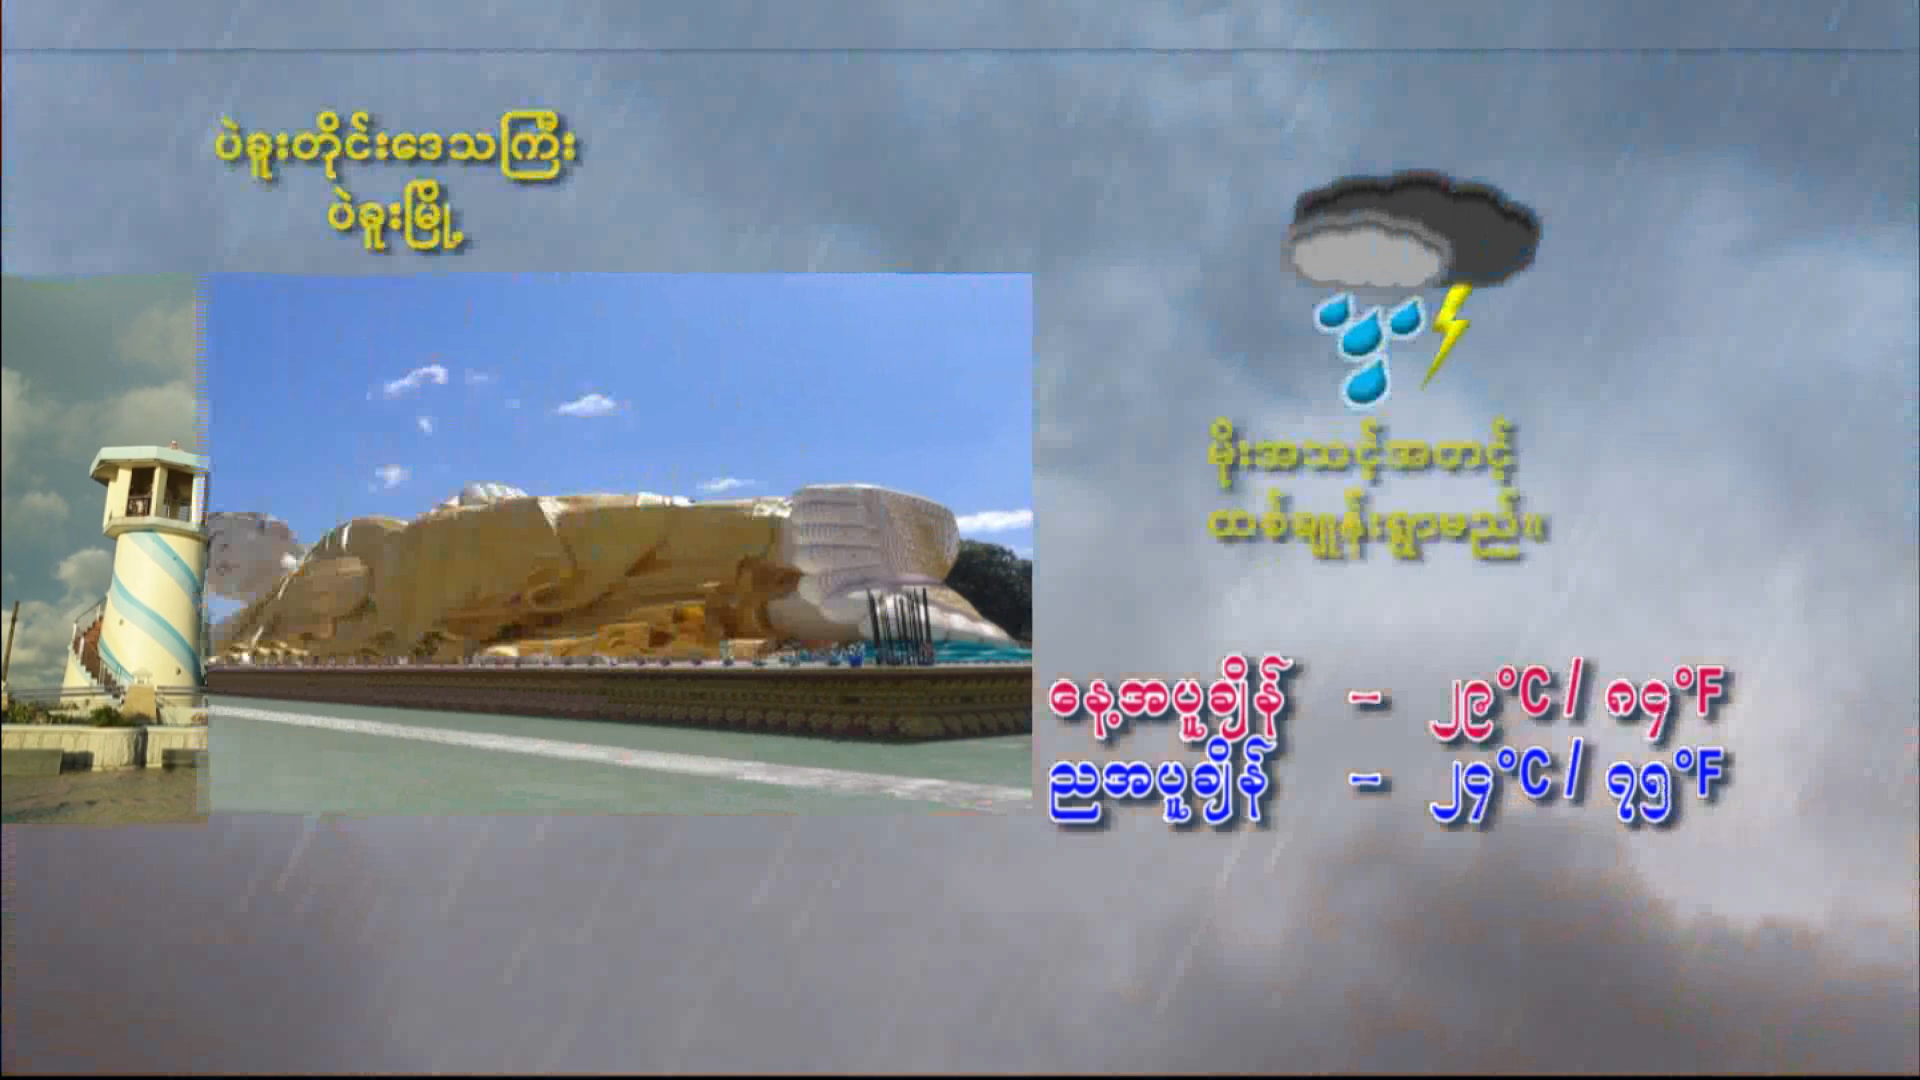 ပဲခူးတိုင်းဒေသကြီး
ပဲခူးမြို့
မိုးအသင့်အတင့်
ထစ်ချုန်းရွာမည်။
နေ့အပူချိန် - ၂၉°C / ၈၄°F
ညအပူချိန် - ၂၄°C / ၇၅°F